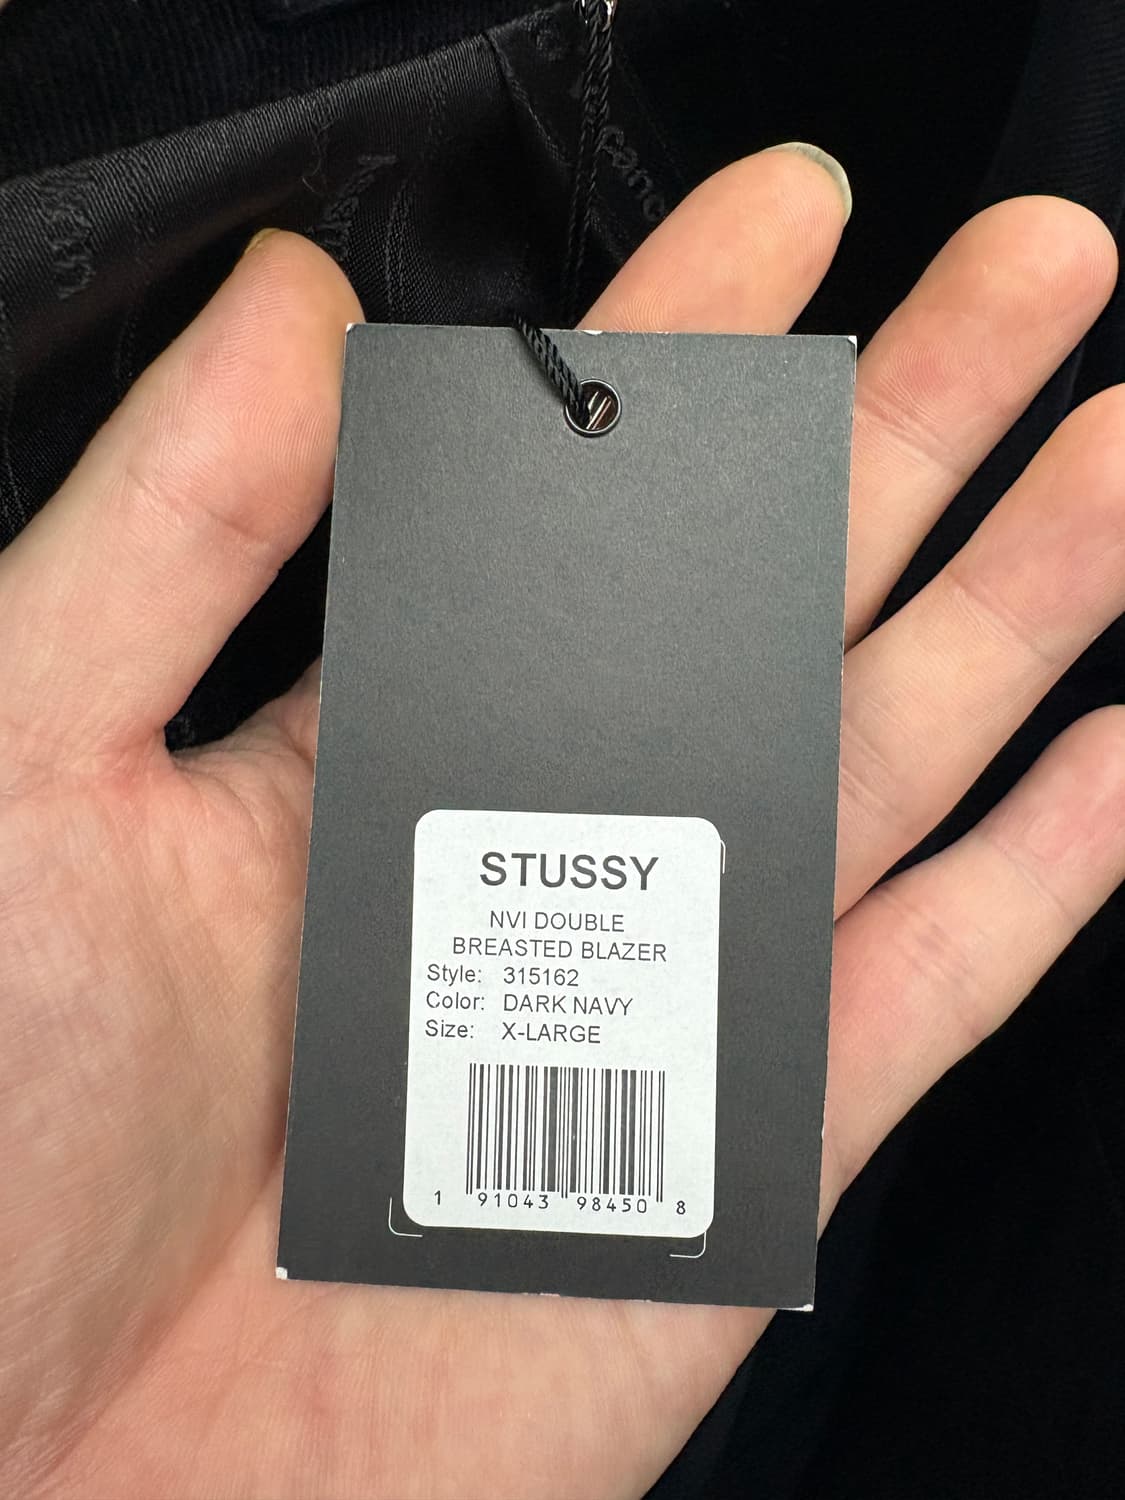 STUSSY
NVI DOUBLE
BREASTED BLAZER
Style: 315162
Color: DARK NAVY
Size: X-LARGE
1 91043 98450 8